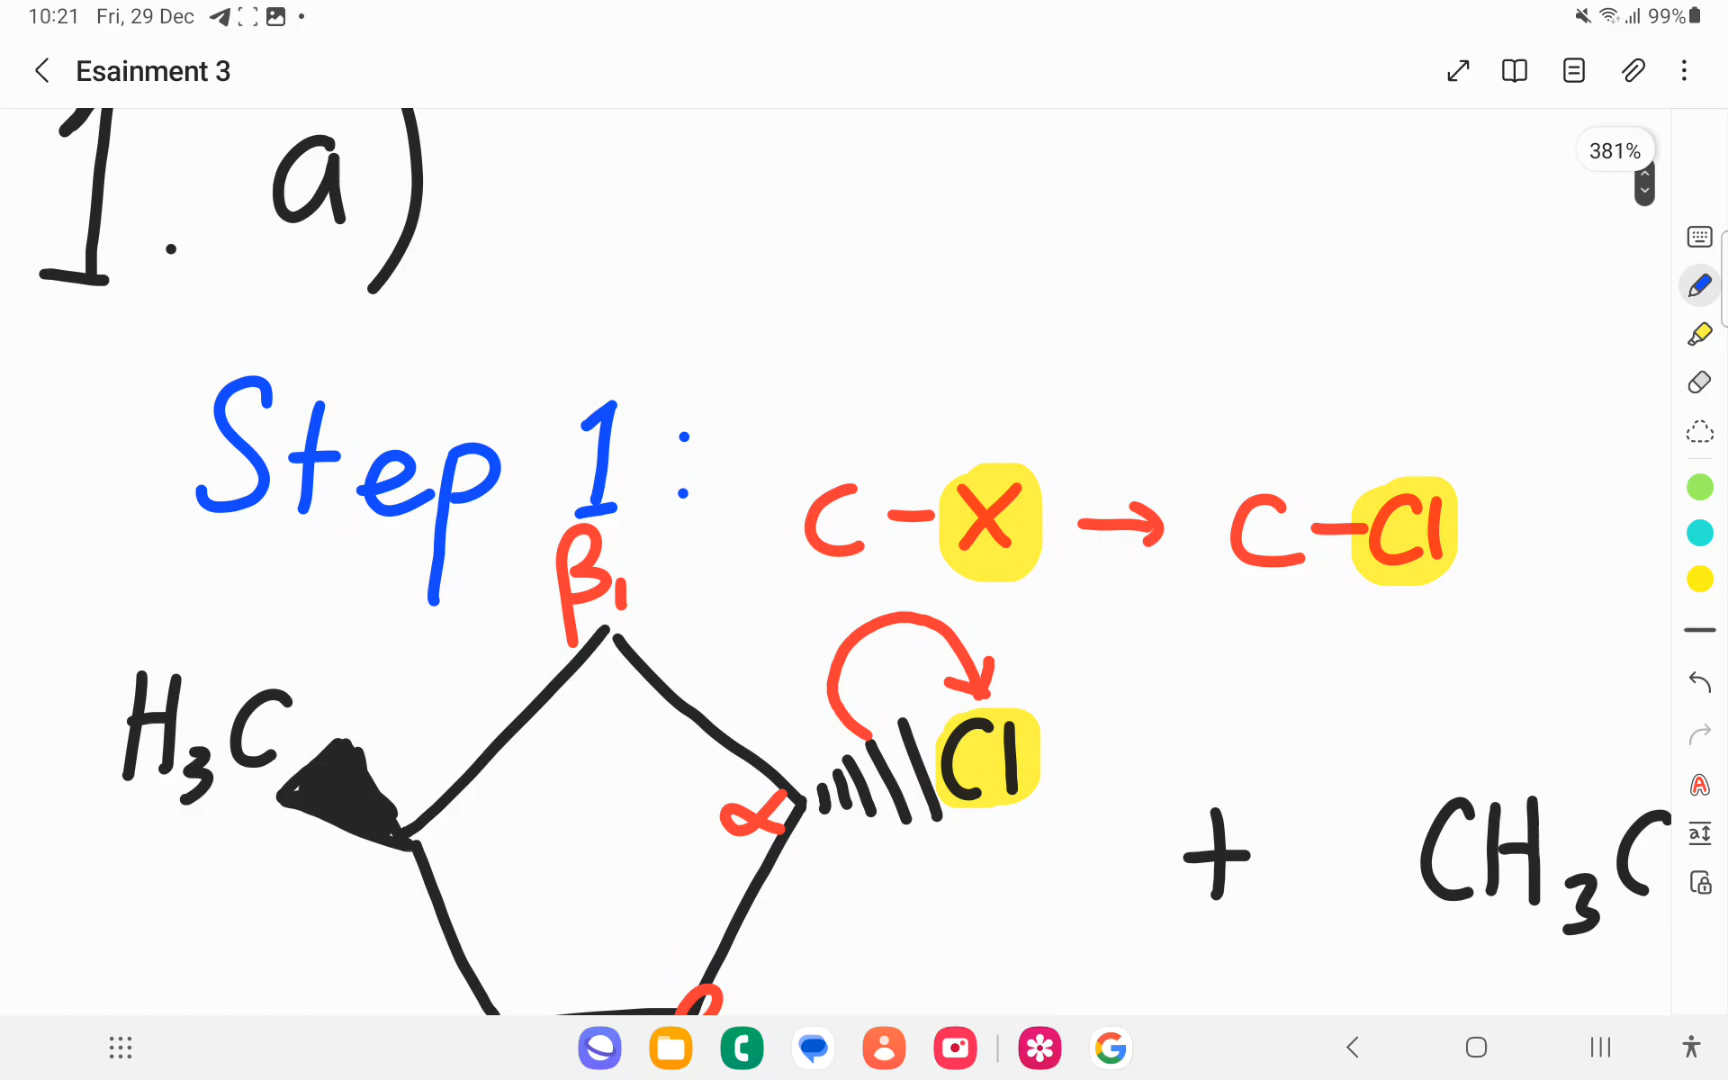 10:21 Fri, 29 Dec 99%
Esainment 3
381%
1. a)
Step 1:
C-X → C-Cl
β1
H3C
Cl
α
+ CH3C